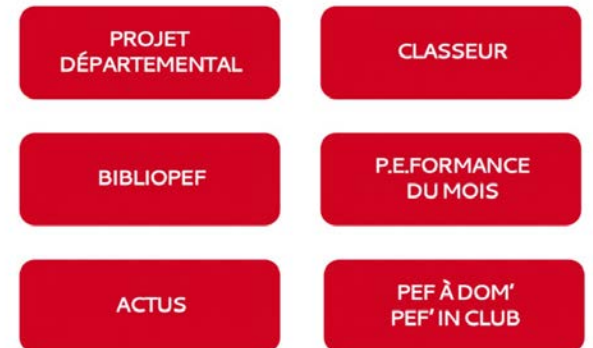 PROJET
DÉPARTEMENTAL
CLASSEUR
BIBLIOPEF
P.E.FORMANCE
DU MOIS
ACTUS
PEF À DOM'
PEF' IN CLUB